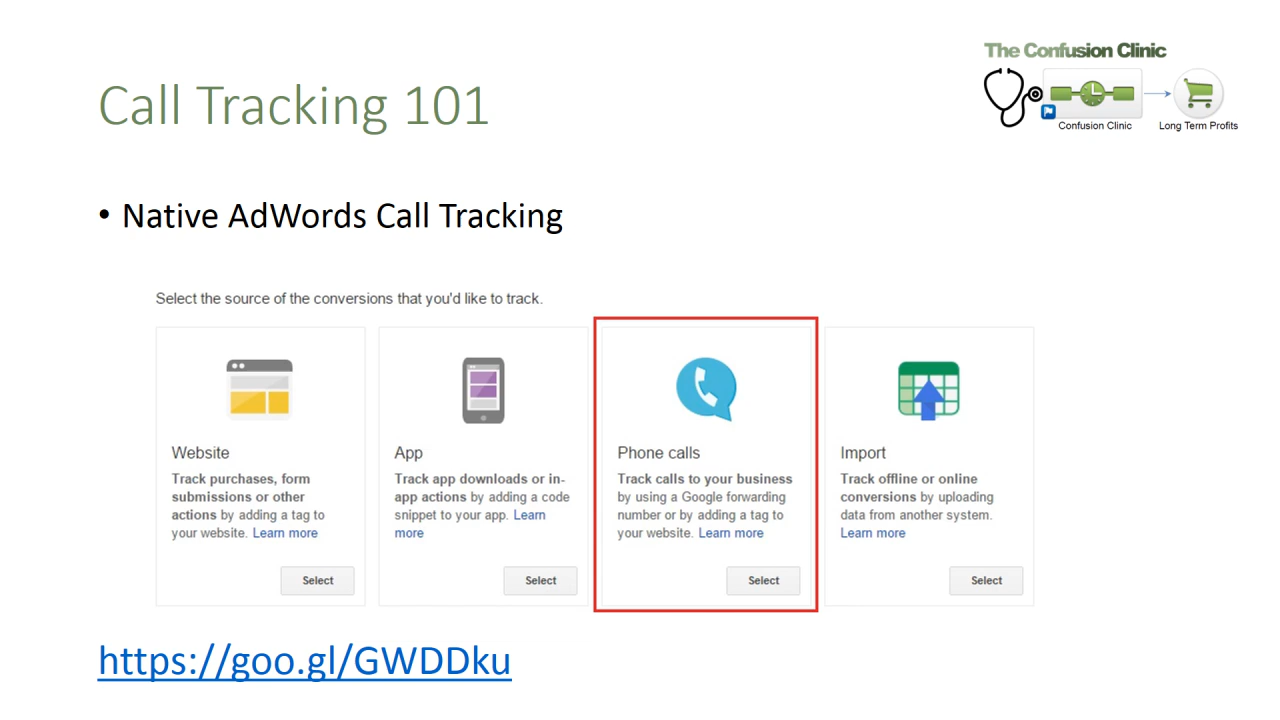 The Confusion Clinic
Confusion Clinic
Long Term Profits
Call Tracking 101
• Native AdWords Call Tracking
Select the source of the conversions that you'd like to track.
Website
Track purchases, form
submissions or other
actions by adding a tag to
your website. Learn more
Select
App
Track app downloads or in-
app actions by adding a code
snippet to your app. Learn
more
Select
Phone calls
Track calls to your business
by using a Google forwarding
number or by adding a tag to
your website. Learn more
Select
Import
Track offline or online
conversions by uploading
data from another system.
Learn more
Select
https://goo.gl/GWDDku